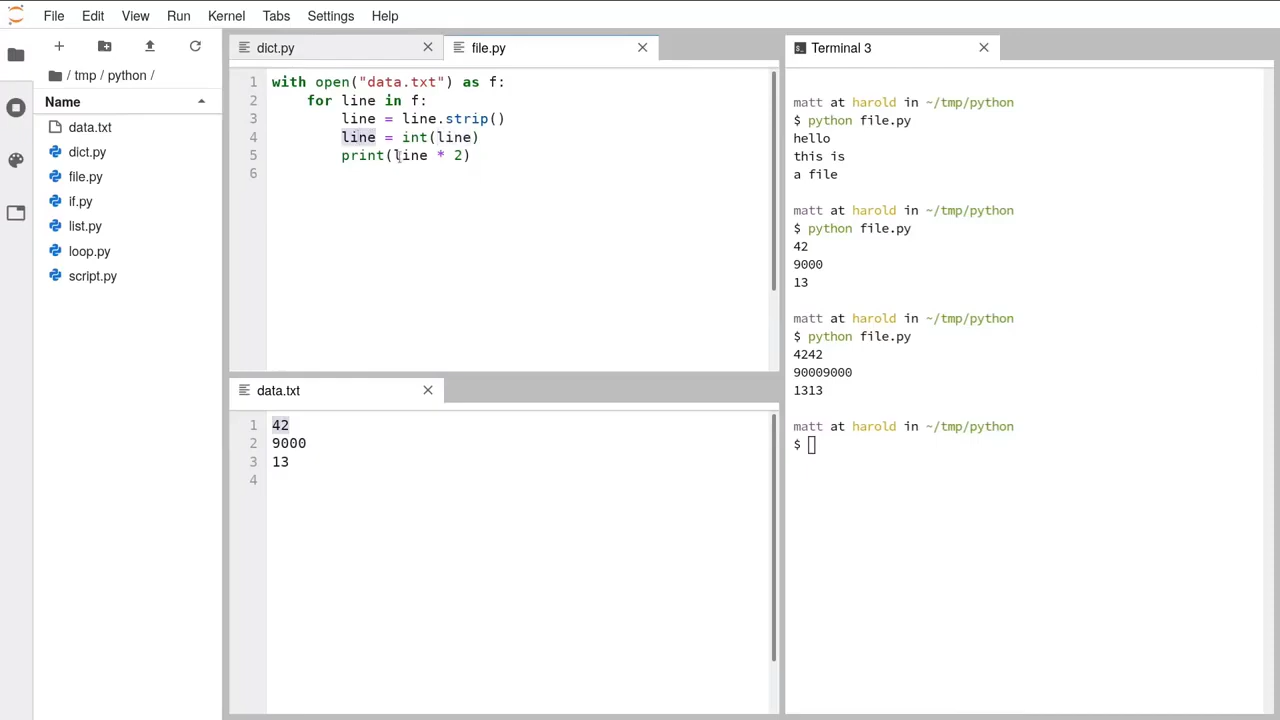 File Edit View Run Kernel Tabs Settings Help
/ tmp / python /
Name
data.txt
dict.py
file.py
if.py
list.py
loop.py
script.py
dict.py
file.py
1 with open("data.txt") as f:
2     for line in f:
3         line = line.strip()
4         line = int(line)
5         print(line * 2)
6
data.txt
1 42
2 9000
3 13
4
Terminal 3
matt at harold in ~/tmp/python
$ python file.py
hello
this is
a file
matt at harold in ~/tmp/python
$ python file.py
42
9000
13
matt at harold in ~/tmp/python
$ python file.py
4242
90009000
1313
matt at harold in ~/tmp/python
$